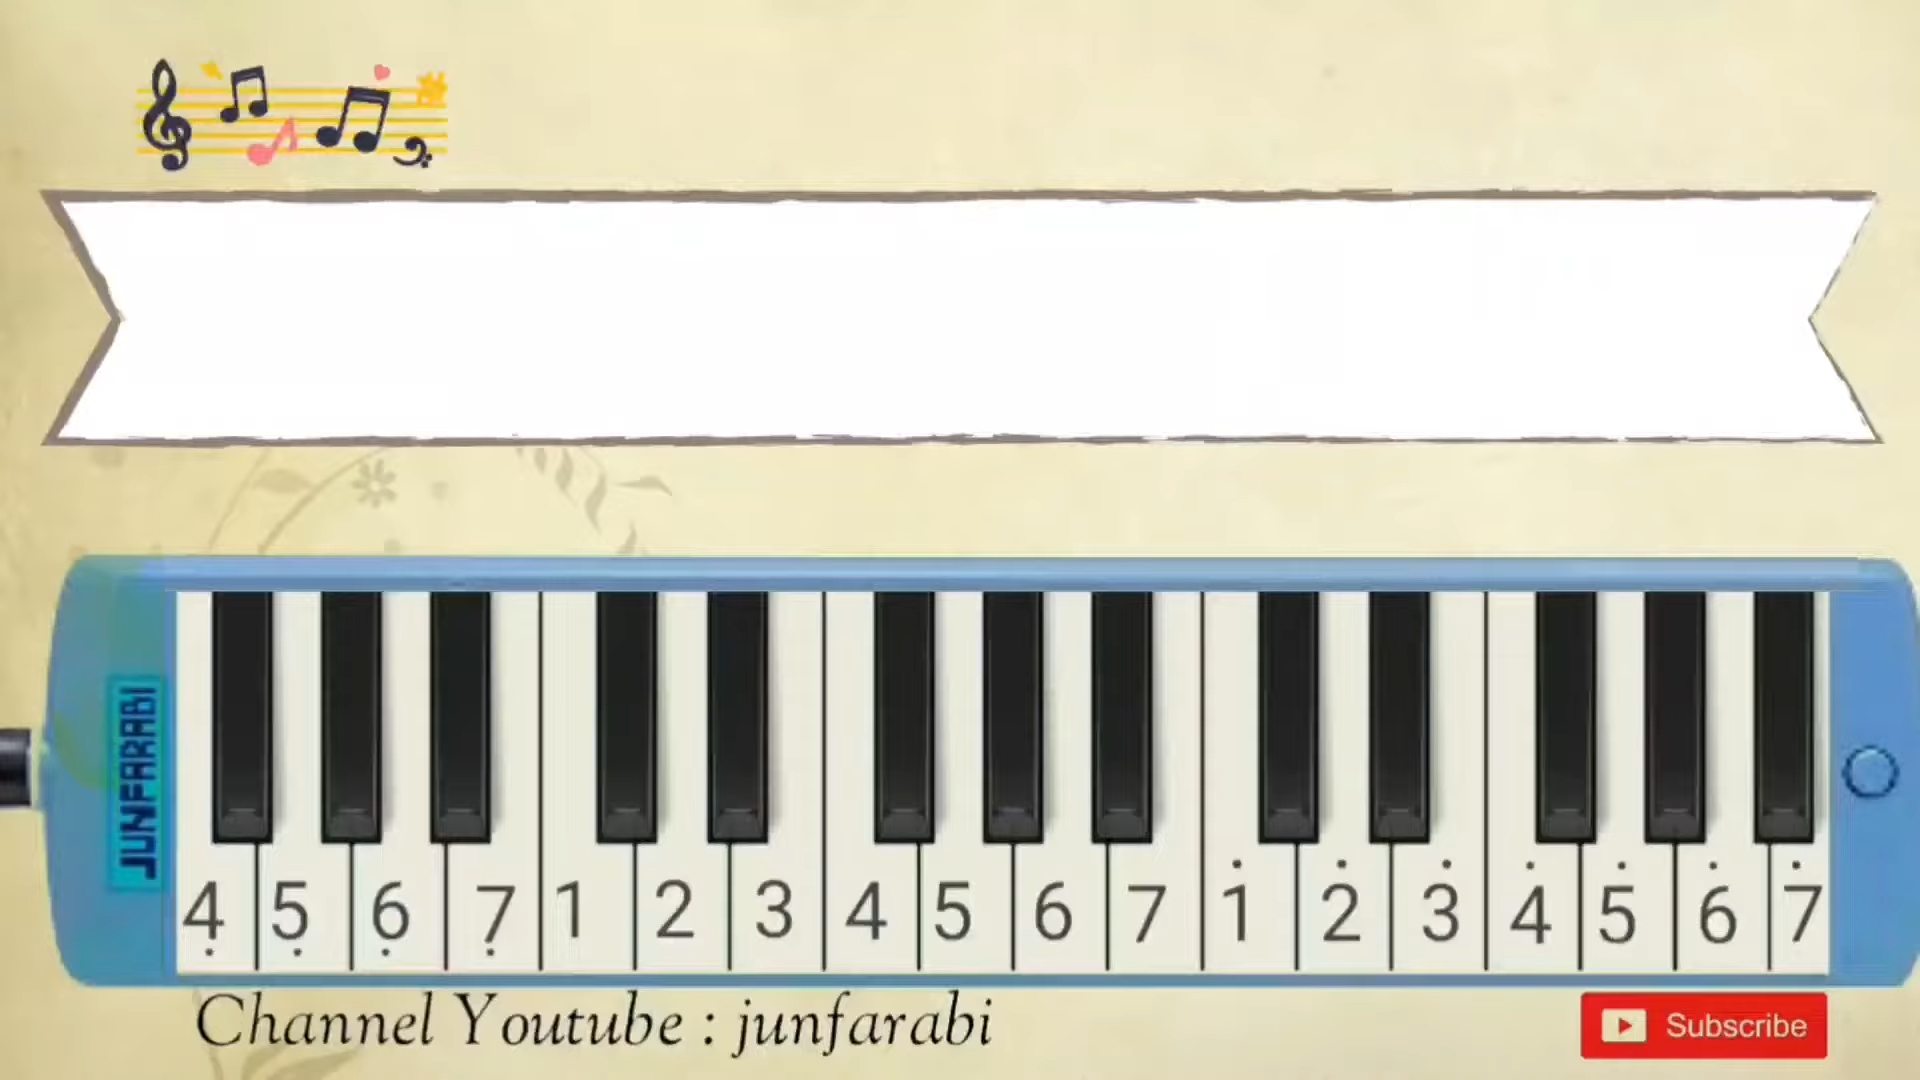 JUNFARABI
4̣ 5̣ 6̣ 7̣ 1 2 3 4 5 6 7 1̇ 2̇ 3̇ 4̇ 5̇ 6̇ 7̇
Channel Youtube : junfarabi
Subscribe